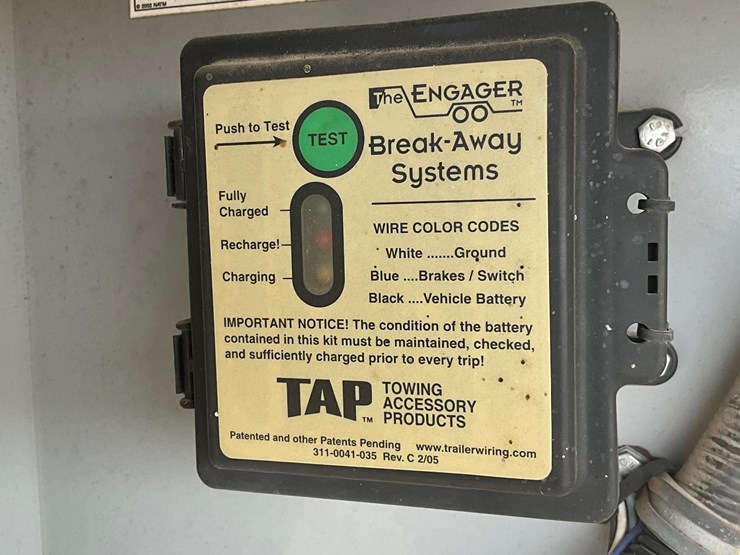 © 2002 NATM
The ENGAGER TM
Break-Away
Systems
Push to Test
TEST
Fully
Charged
Recharge!
Charging
WIRE COLOR CODES
White .......Ground
Blue ....Brakes / Switch
Black ....Vehicle Battery
IMPORTANT NOTICE! The condition of the battery
contained in this kit must be maintained, checked,
and sufficiently charged prior to every trip!
TAP TM TOWING
ACCESSORY
PRODUCTS
Patented and other Patents Pending www.trailerwiring.com
311-0041-035 Rev. C 2/05